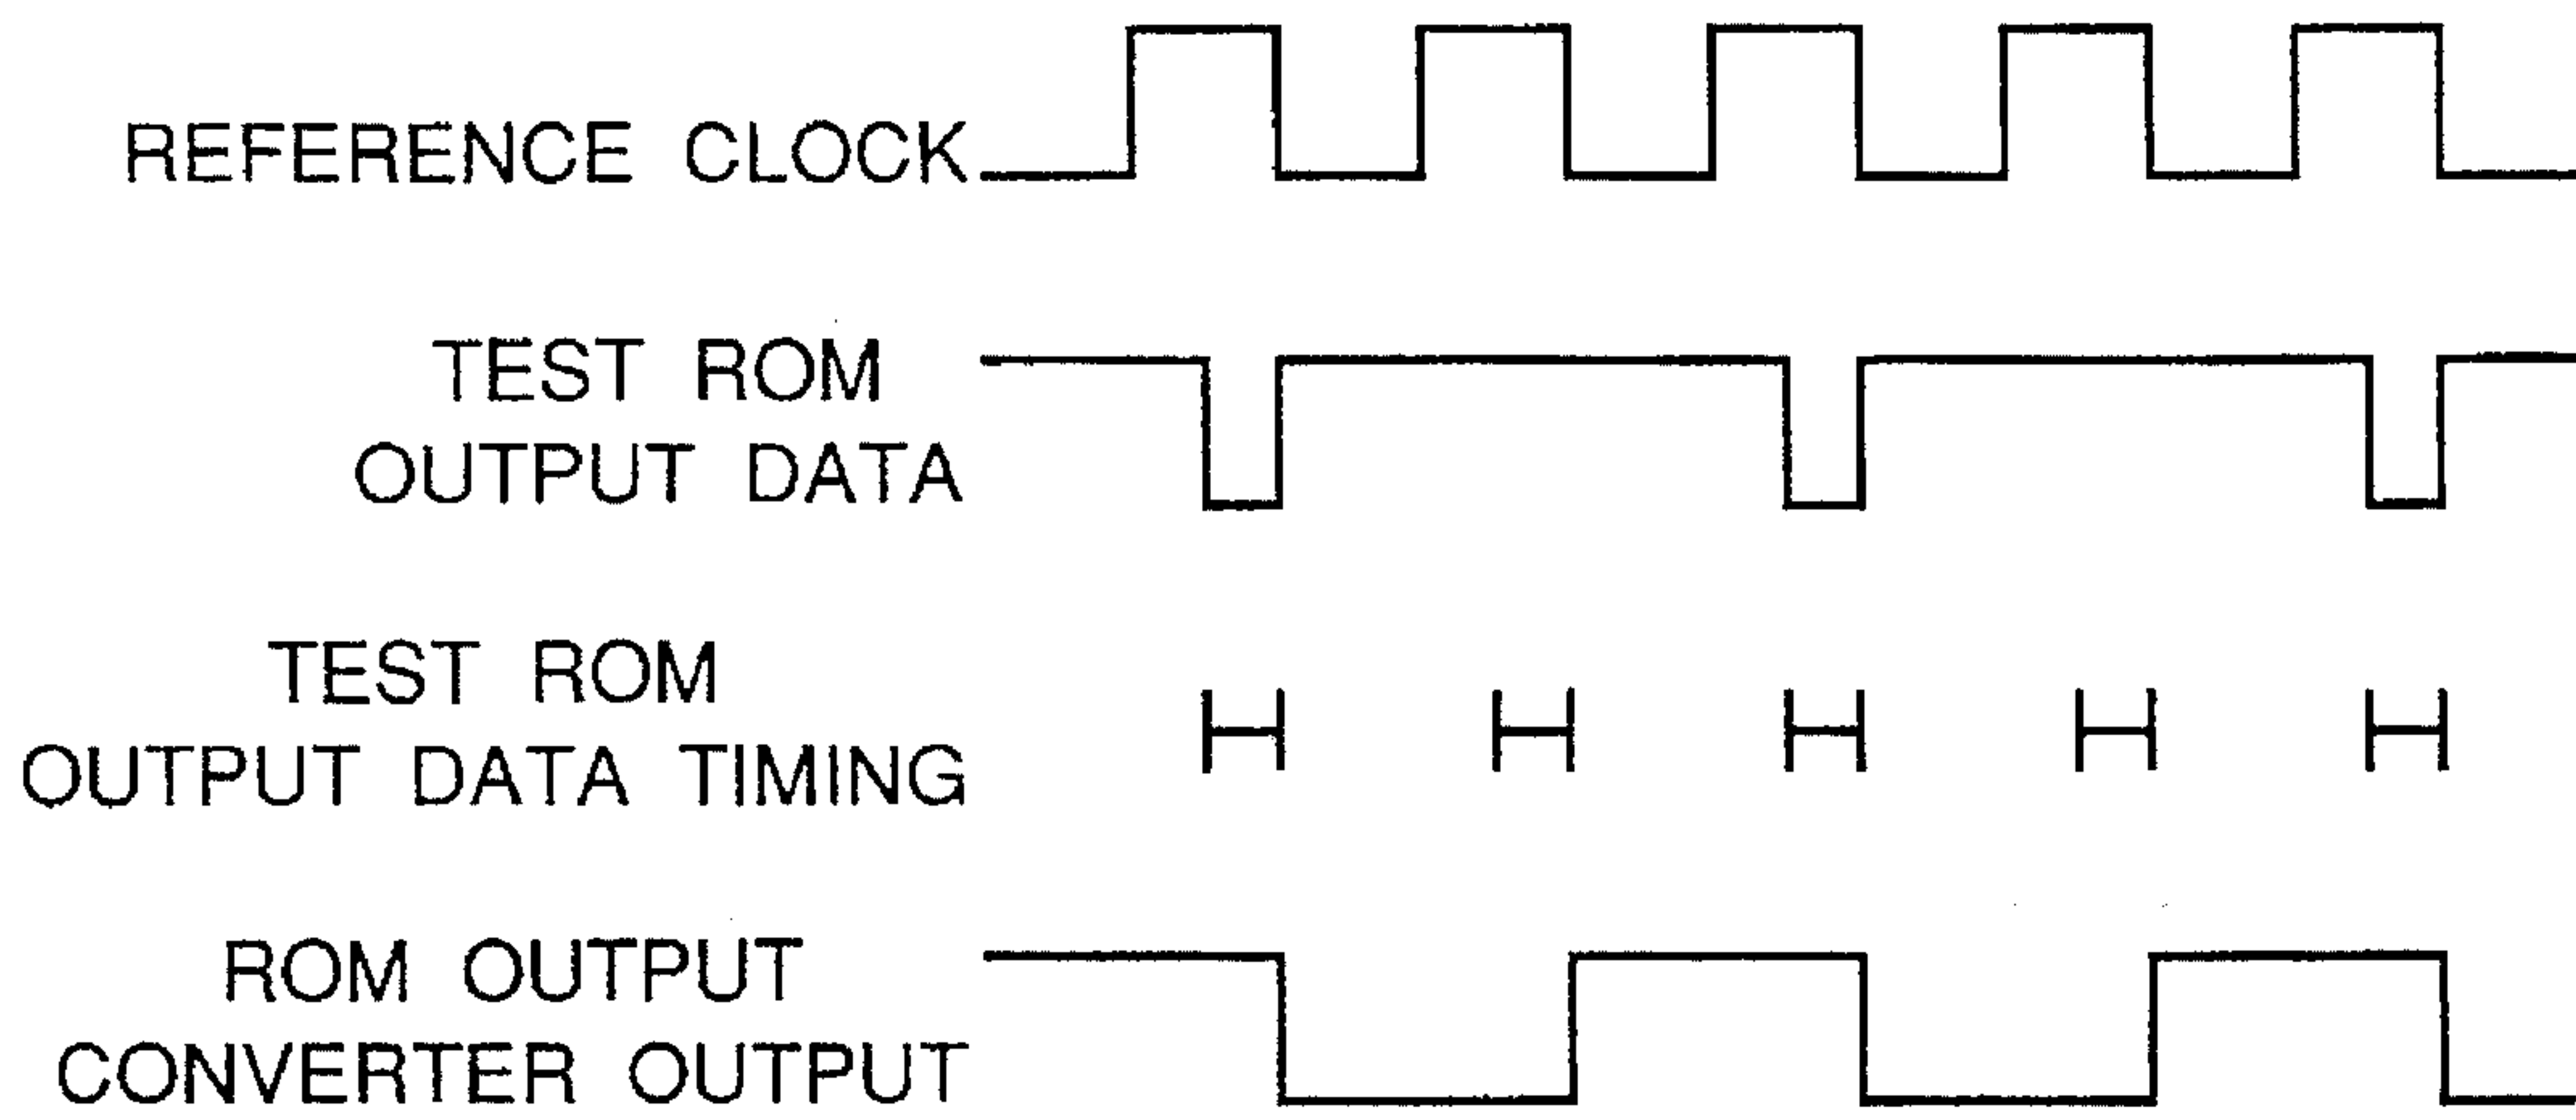 REFERENCE CLOCK
TEST ROM
OUTPUT DATA
TEST ROM
OUTPUT DATA TIMING
ROM OUTPUT
CONVERTER OUTPUT